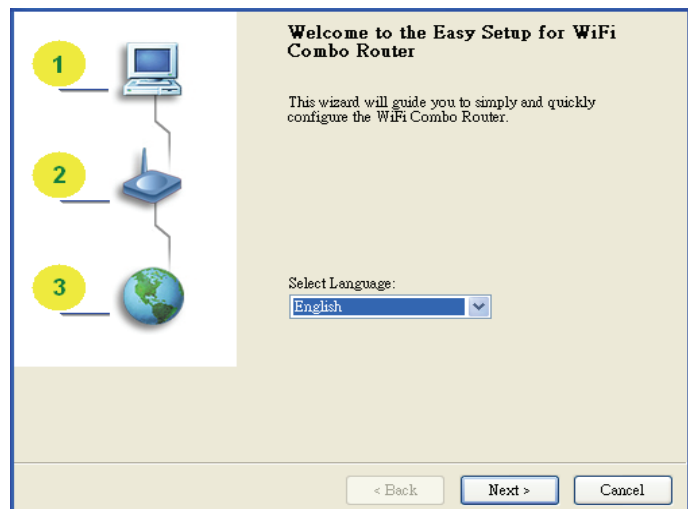 1
2
3
Welcome to the Easy Setup for WiFi
Combo Router
This wizard will guide you to simply and quickly
configure the WiFi Combo Router.
Select Language:
English
< Back
Next >
Cancel